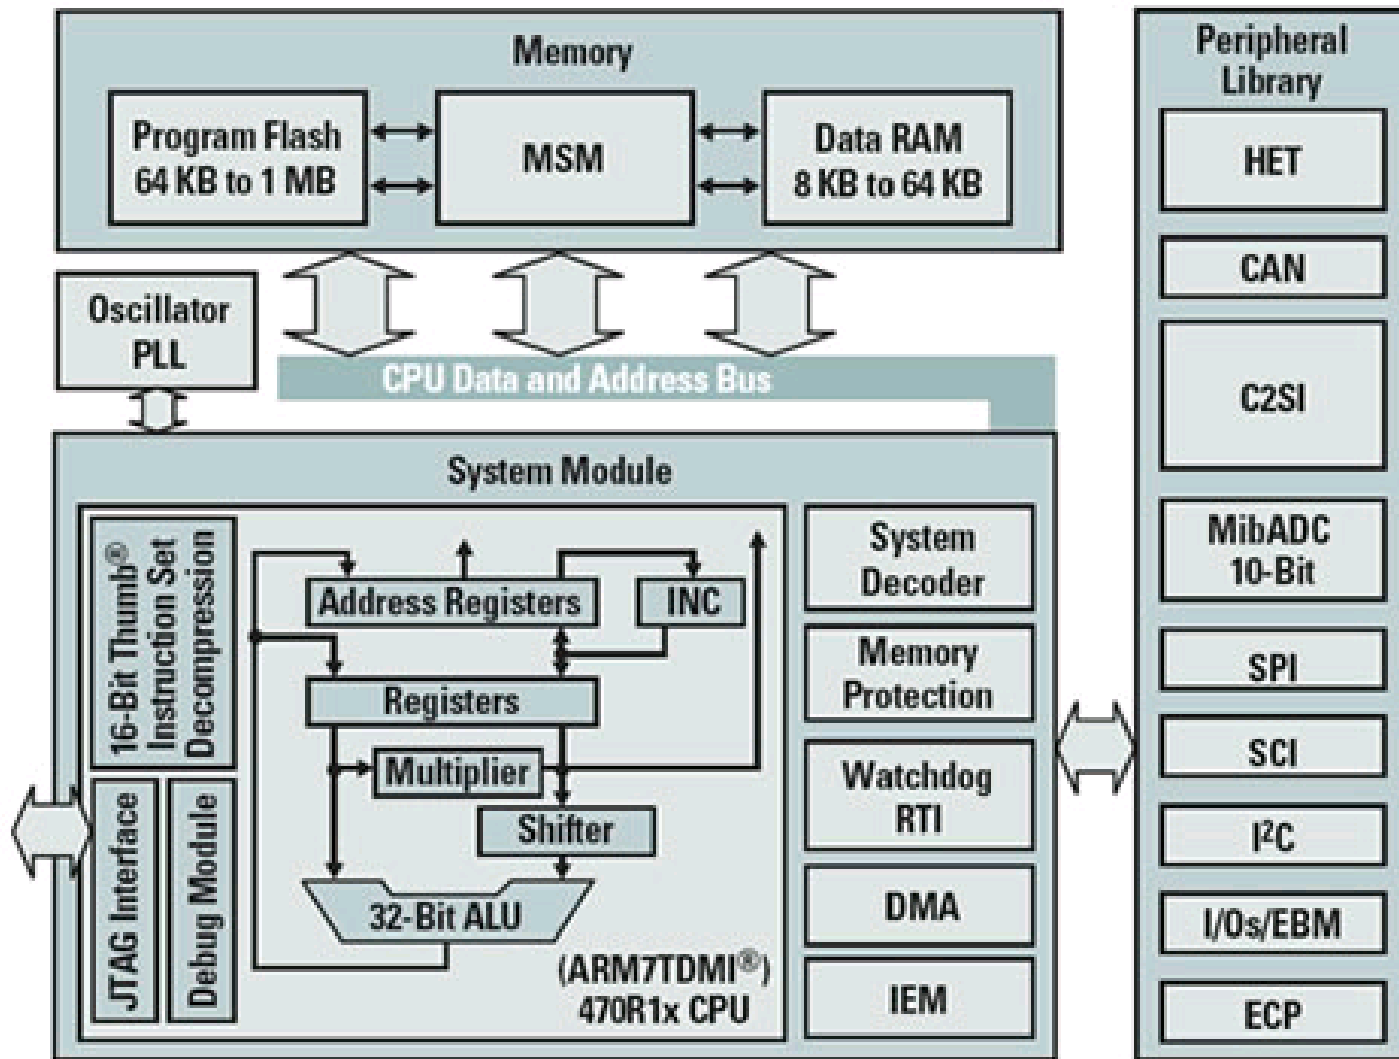 Memory
Program Flash
64 KB to 1 MB
MSM
Data RAM
8 KB to 64 KB
Oscillator
PLL
CPU Data and Address Bus
System Module
16-Bit Thumb®
Instruction Set
Decompression
JTAG Interface
Debug Module
Address Registers
INC
Registers
Multiplier
Shifter
32-Bit ALU
(ARM7TDMI®)
470R1x CPU
System
Decoder
Memory
Protection
Watchdog
RTI
DMA
IEM
Peripheral
Library
HET
CAN
C2SI
MibADC
10-Bit
SPI
SCI
I²C
I/Os/EBM
ECP